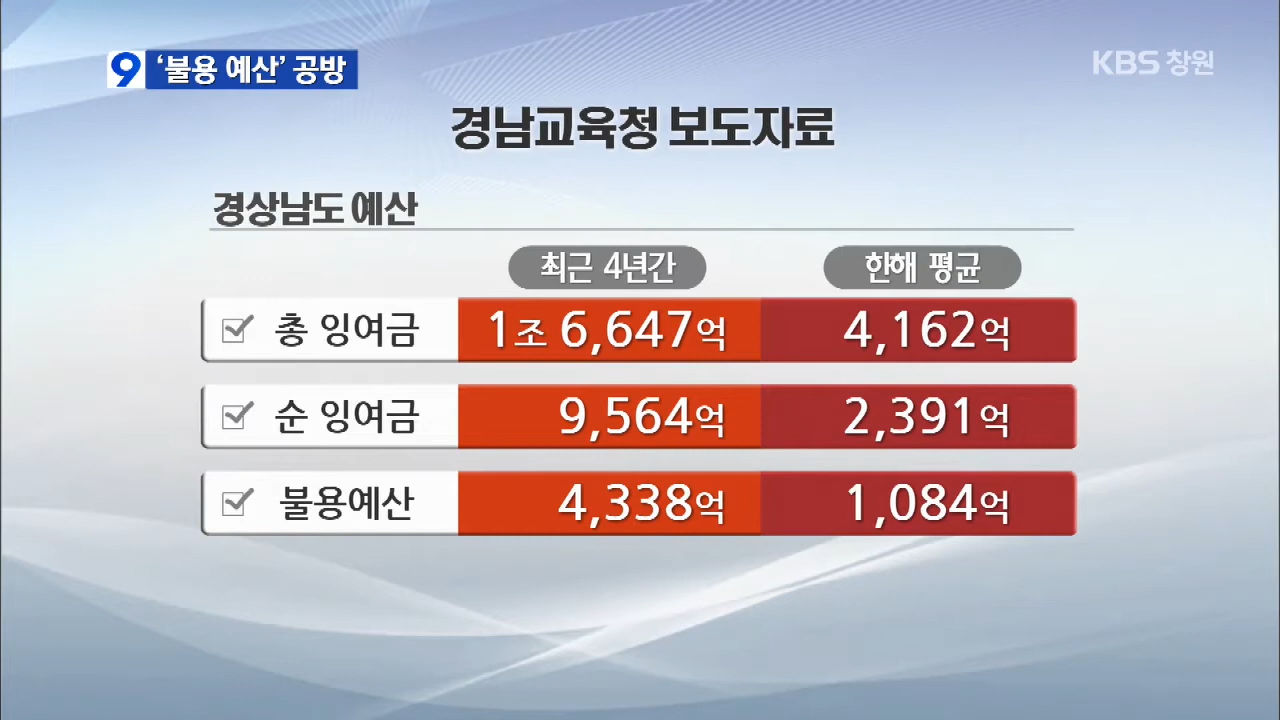 9 '불용 예산' 공방
KBS 창원
경남교육청 보도자료
경상남도 예산
최근 4년간 한해 평균
총 잉여금 1조 6,647억 4,162억
순 잉여금 9,564억 2,391억
불용예산 4,338억 1,084억